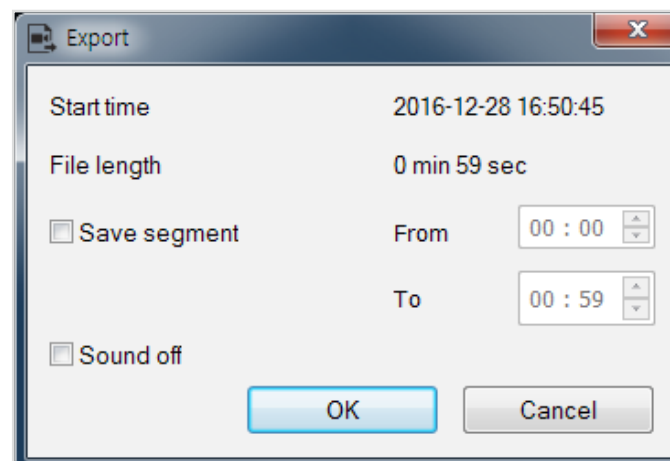 Export
Start time 2016-12-28 16:50:45
File length 0 min 59 sec
Save segment From 00 : 00
To 00 : 59
Sound off
OK Cancel